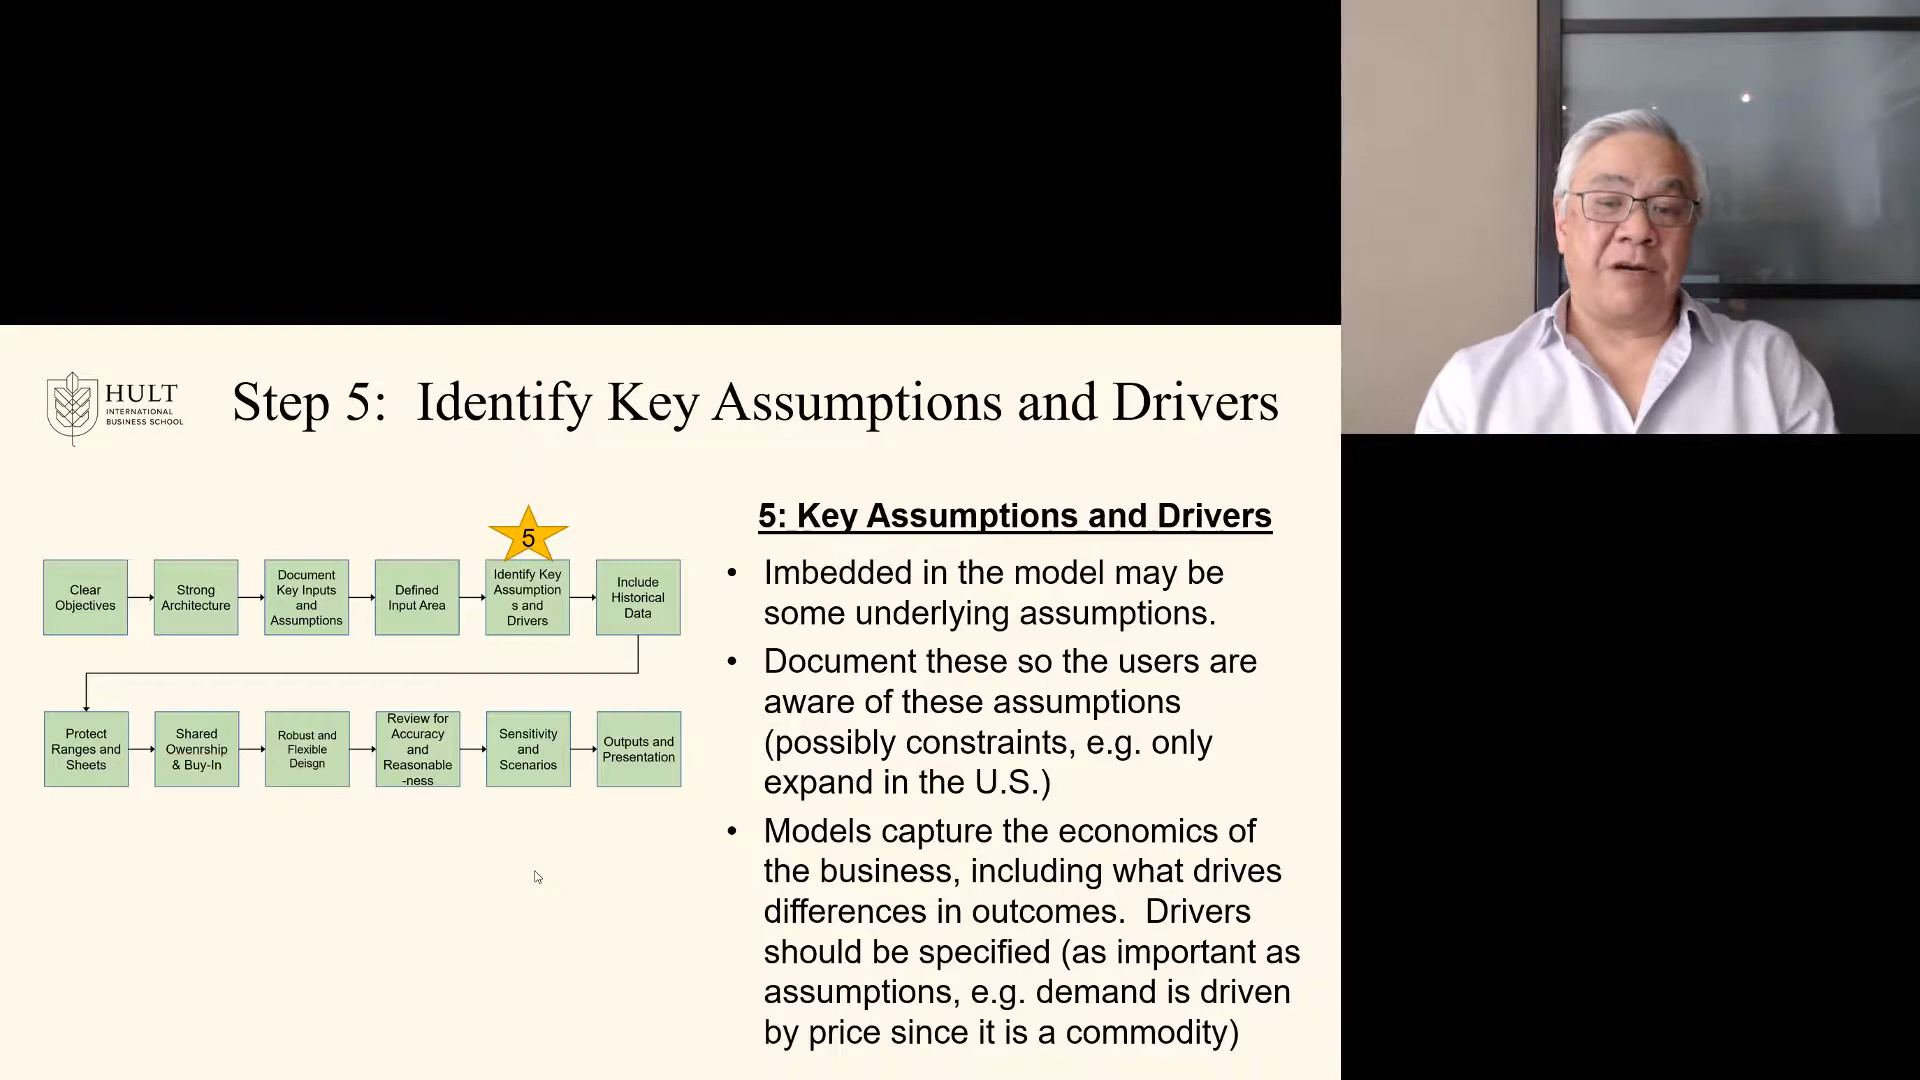 HULT
INTERNATIONAL
BUSINESS SCHOOL
Step 5:  Identify Key Assumptions and Drivers
5
Clear
Objectives
Strong
Architecture
Document
Key Inputs
and
Assumptions
Defined
Input Area
Identify Key
Assumption
s and
Drivers
Include
Historical
Data
Protect
Ranges and
Sheets
Shared
Owenrship
& Buy-In
Robust and
Flexible
Deisgn
Review for
Accuracy
and
Reasonable
-ness
Sensitivity
and
Scenarios
Outputs and
Presentation
5: Key Assumptions and Drivers
• Imbedded in the model may be
some underlying assumptions.
• Document these so the users are
aware of these assumptions
(possibly constraints, e.g. only
expand in the U.S.)
• Models capture the economics of
the business, including what drives
differences in outcomes.  Drivers
should be specified (as important as
assumptions, e.g. demand is driven
by price since it is a commodity)